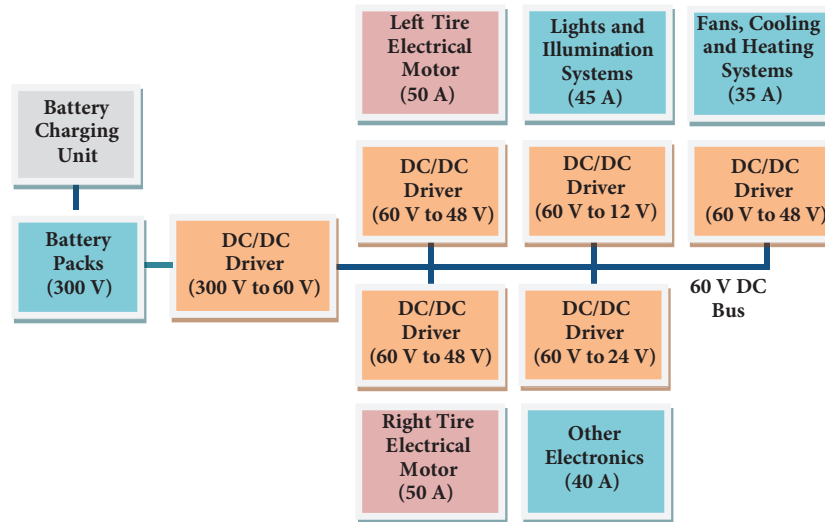 Left Tire
Electrical
Motor
(50 A)
Lights and
Illumination
Systems
(45 A)
Fans, Cooling
and Heating
Systems
(35 A)
Battery
Charging
Unit
DC/DC
Driver
(60 V to 48 V)
DC/DC
Driver
(60 V to 12 V)
DC/DC
Driver
(60 V to 48 V)
Battery
Packs
(300 V)
DC/DC
Driver
(300 V to 60 V)
60 V DC
Bus
DC/DC
Driver
(60 V to 48 V)
DC/DC
Driver
(60 V to 24 V)
Right Tire
Electrical
Motor
(50 A)
Other
Electronics
(40 A)